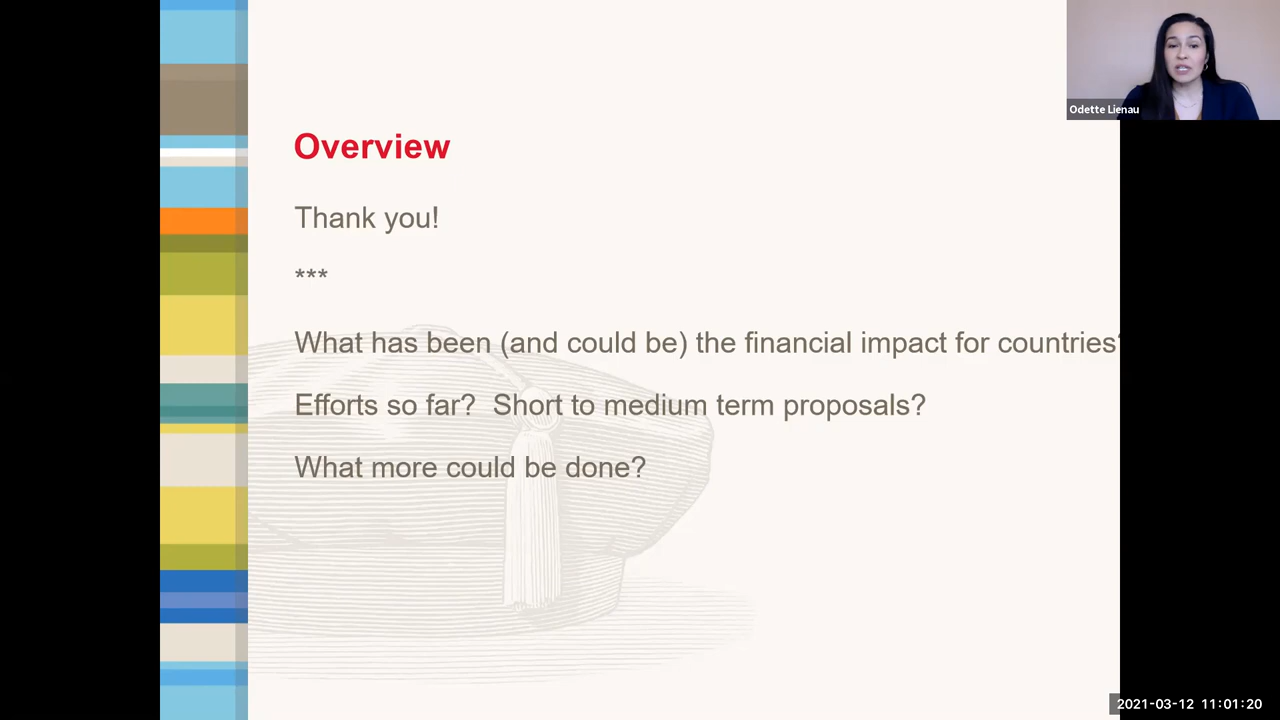 Odette Lienau
Overview
Thank you!
***
What has been (and could be) the financial impact for countries?
Efforts so far?  Short to medium term proposals?
What more could be done?
2021-03-12 11:01:20